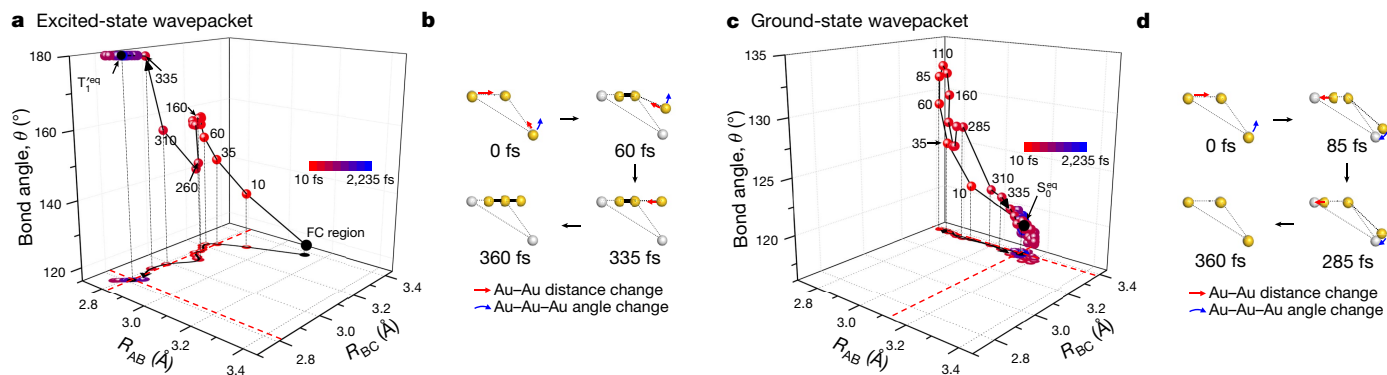 a Excited-state wavepacket
Bond angle, θ (°)
180
160
140
120
T₁′ᵉq
335
310
160
60
35
260
10
FC region
10 fs 2,235 fs
2.8
3.0
3.2
3.4
R_AB (Å)
2.8
3.0
3.2
3.4
R_BC (Å)
b
0 fs
60 fs
360 fs
335 fs
Au–Au distance change
Au–Au–Au angle change
c Ground-state wavepacket
Bond angle, θ (°)
135
130
125
120
110
85
160
60
285
35
10
310
335
S₀ᵉq
10 fs 2,235 fs
2.8
3.0
3.2
3.4
R_AB (Å)
2.8
3.0
3.2
3.4
R_BC (Å)
d
0 fs
85 fs
360 fs
285 fs
Au–Au distance change
Au–Au–Au angle change